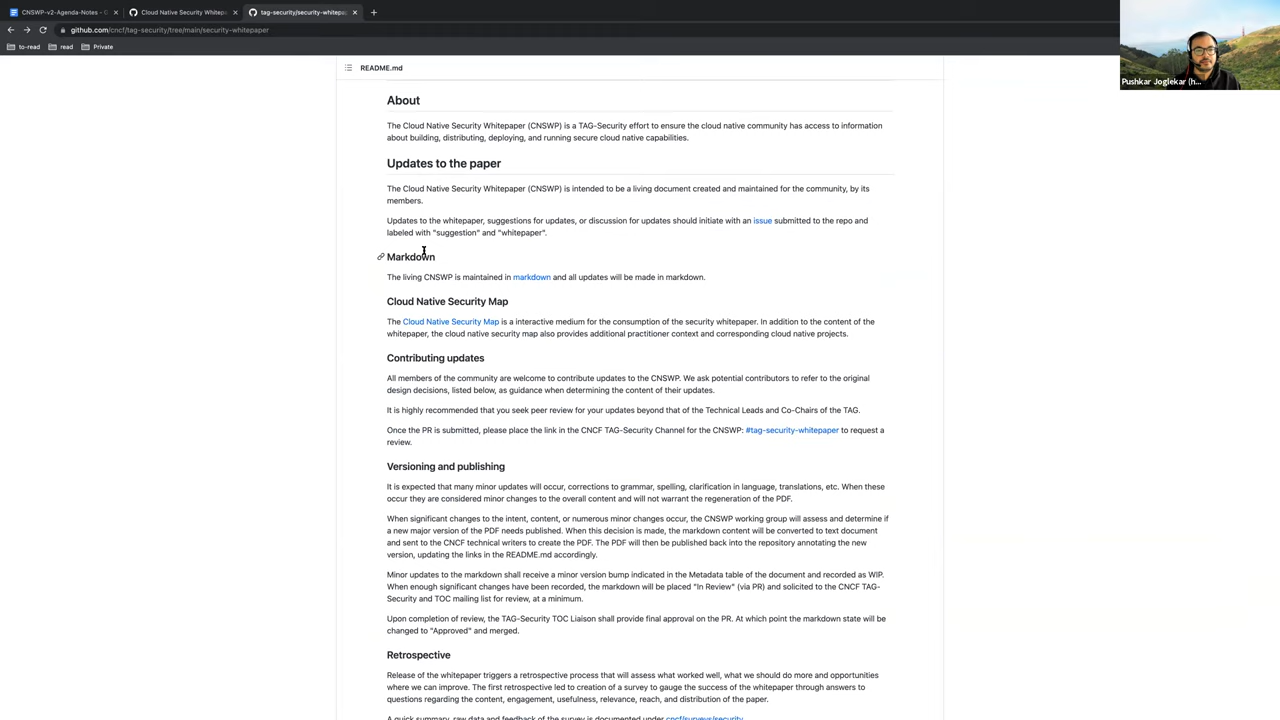 CNSWP-v2-Agenda-Notes - G
Cloud Native Security Whitep
tag-security/security-whitepap
github.com/cncf/tag-security/tree/main/security-whitepaper
to-read
read
Private
Pushkar Joglekar (h...
README.md
About
The Cloud Native Security Whitepaper (CNSWP) is a TAG-Security effort to ensure the cloud native community has access to information
about building, distributing, deploying, and running secure cloud native capabilities.
Updates to the paper
The Cloud Native Security Whitepaper (CNSWP) is intended to be a living document created and maintained for the community, by its
members.
Updates to the whitepaper, suggestions for updates, or discussion for updates should initiate with an issue submitted to the repo and
labeled with "suggestion" and "whitepaper".
Markdown
The living CNSWP is maintained in markdown and all updates will be made in markdown.
Cloud Native Security Map
The Cloud Native Security Map is a interactive medium for the consumption of the security whitepaper. In addition to the content of the
whitepaper, the cloud native security map also provides additional practitioner context and corresponding cloud native projects.
Contributing updates
All members of the community are welcome to contribute updates to the CNSWP. We ask potential contributors to refer to the original
design decisions, listed below, as guidance when determining the content of their updates.
It is highly recommended that you seek peer review for your updates beyond that of the Technical Leads and Co-Chairs of the TAG.
Once the PR is submitted, please place the link in the CNCF TAG-Security Channel for the CNSWP: #tag-security-whitepaper to request a
review.
Versioning and publishing
It is expected that many minor updates will occur, corrections to grammar, spelling, clarification in language, translations, etc. When these
occur they are considered minor changes to the overall content and will not warrant the regeneration of the PDF.
When significant changes to the intent, content, or numerous minor changes occur, the CNSWP working group will assess and determine if
a new major version of the PDF needs published. When this decision is made, the markdown content will be converted to text document
and sent to the CNCF technical writers to create the PDF. The PDF will then be published back into the repository annotating the new
version, updating the links in the README.md accordingly.
Minor updates to the markdown shall receive a minor version bump indicated in the Metadata table of the document and recorded as WIP.
When enough significant changes have been recorded, the markdown will be placed "In Review" (via PR) and solicited to the CNCF TAG-
Security and TOC mailing list for review, at a minimum.
Upon completion of review, the TAG-Security TOC Liaison shall provide final approval on the PR. At which point the markdown state will be
changed to "Approved" and merged.
Retrospective
Release of the whitepaper triggers a retrospective process that will assess what worked well, what we should do more and opportunities
where we can improve. The first retrospective led to creation of a survey to gauge the success of the whitepaper through answers to
questions regarding the content, engagement, usefulness, relevance, reach, and distribution of the paper.
A quick summary, raw data and feedback of the survey is documented under cncf/surveys/security